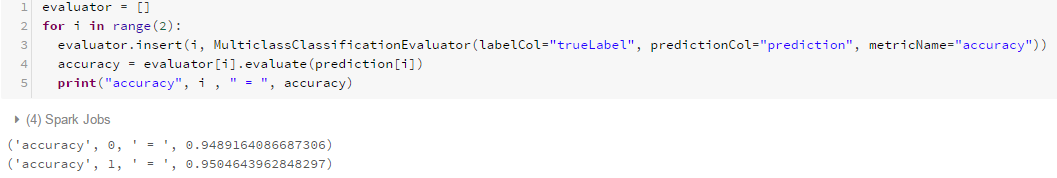 1 evaluator = []
2 for i in range(2):
3   evaluator.insert(i, MulticlassClassificationEvaluator(labelCol="trueLabel", predictionCol="prediction", metricName="accuracy"))
4   accuracy = evaluator[i].evaluate(prediction[i])
5   print("accuracy", i , " = ", accuracy)
(4) Spark Jobs
('accuracy', 0, ' = ', 0.9489164086687306)
('accuracy', 1, ' = ', 0.9504643962848297)